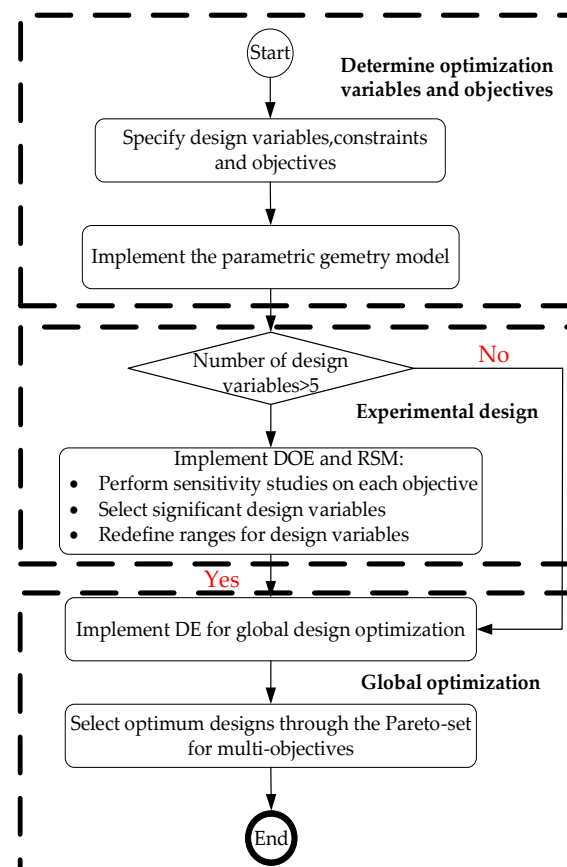 Start
Determine optimization
variables and objectives
Specify design variables,constraints
and objectives
Implement the parametric gemetry model
Number of design
variables>5
No
Experimental design
Implement DOE and RSM:
• Perform sensitivity studies on each objective
• Select significant design variables
• Redefine ranges for design variables
Yes
Implement DE for global design optimization
Global optimization
Select optimum designs through the Pareto-set
for multi-objectives
End